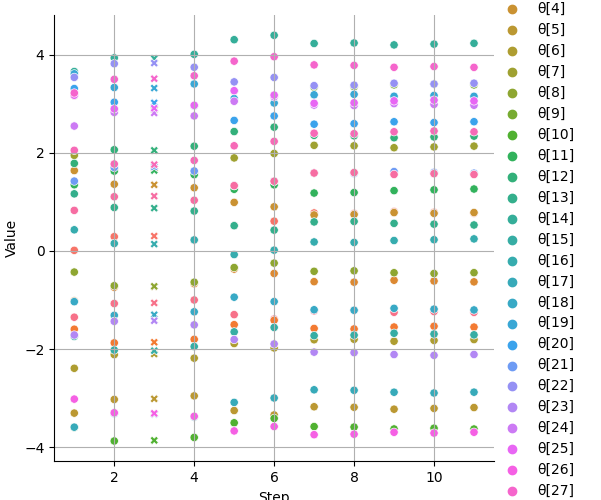 θ[4]
θ[5]
θ[6]
θ[7]
θ[8]
θ[9]
θ[10]
θ[11]
θ[12]
θ[13]
θ[14]
θ[15]
θ[16]
θ[17]
θ[18]
θ[19]
θ[20]
θ[21]
θ[22]
θ[23]
θ[24]
θ[25]
θ[26]
θ[27]
Value
4
2
0
−2
−4
2
4
6
8
10
Step